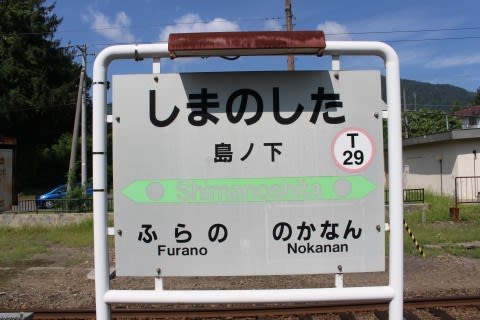 しまのした
島ノ下
T
29
Shimanoshita
ふらの のかなん
Furano Nokanan